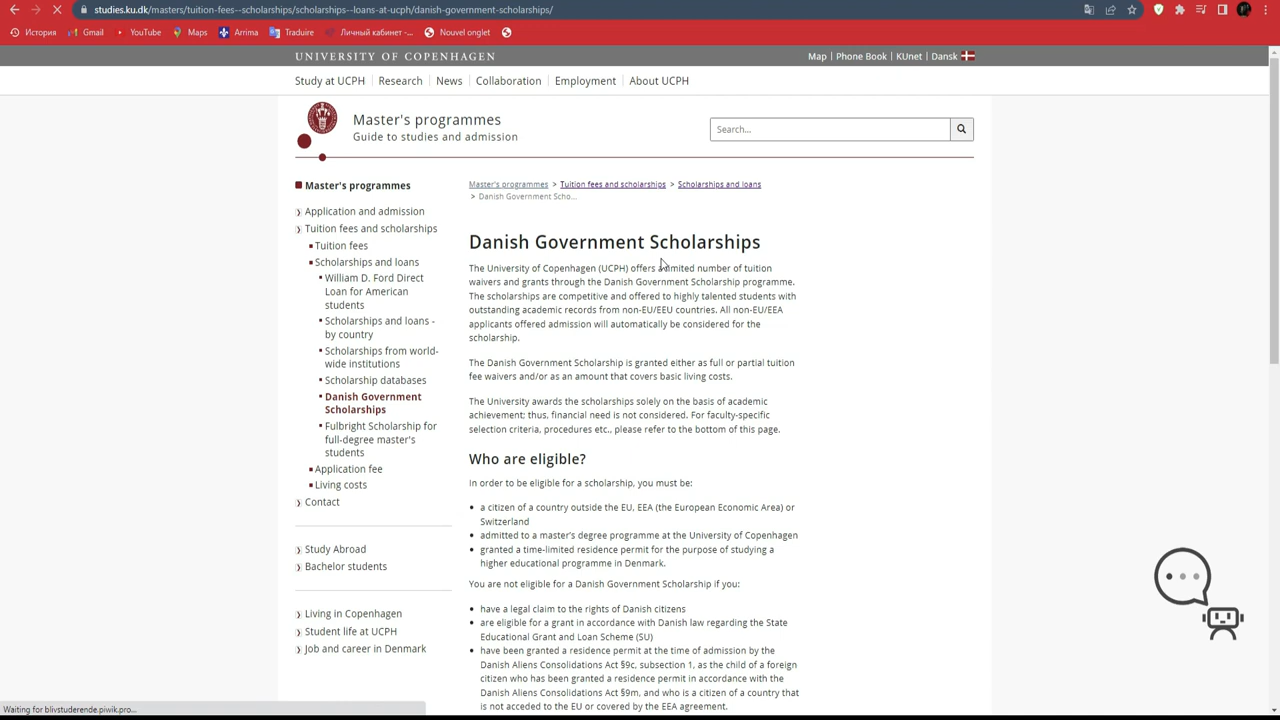 studies.ku.dk/masters/tuition-fees--scholarships/scholarships--loans-at-ucph/danish-government-scholarships/
История Gmail YouTube Maps Arrima Traduire Личный кабинет -... Nouvel onglet
UNIVERSITY OF COPENHAGEN Map | Phone Book | KUnet | Dansk
Study at UCPH Research News Collaboration Employment About UCPH
Master's programmes
Guide to studies and admission
Search...
Master's programmes
Application and admission
Tuition fees and scholarships
Tuition fees
Scholarships and loans
William D. Ford Direct
Loan for American
students
Scholarships and loans -
by country
Scholarships from world-
wide institutions
Scholarship databases
Danish Government
Scholarships
Fulbright Scholarship for
full-degree master's
students
Application fee
Living costs
Contact
Study Abroad
Bachelor students
Living in Copenhagen
Student life at UCPH
Job and career in Denmark
Master's programmes > Tuition fees and scholarships > Scholarships and loans
> Danish Government Scho...
Danish Government Scholarships
The University of Copenhagen (UCPH) offers a limited number of tuition
waivers and grants through the Danish Government Scholarship programme.
The scholarships are competitive and offered to highly talented students with
outstanding academic records from non-EU/EEU countries. All non-EU/EEA
applicants offered admission will automatically be considered for the
scholarship.
The Danish Government Scholarship is granted either as full or partial tuition
fee waivers and/or as an amount that covers basic living costs.
The University awards the scholarships solely on the basis of academic
achievement; thus, financial need is not considered. For faculty-specific
selection criteria, procedures etc., please refer to the bottom of this page.
Who are eligible?
In order to be eligible for a scholarship, you must be:
• a citizen of a country outside the EU, EEA (the European Economic Area) or
Switzerland
• admitted to a master's degree programme at the University of Copenhagen
• granted a time-limited residence permit for the purpose of studying a
higher educational programme in Denmark.
You are not eligible for a Danish Government Scholarship if you:
• have a legal claim to the rights of Danish citizens
• are eligible for a grant in accordance with Danish law regarding the State
Educational Grant and Loan Scheme (SU)
• have been granted a residence permit at the time of admission by the
Danish Aliens Consolidations Act §9c, subsection 1, as the child of a foreign
citizen who has been granted a residence permit in accordance with the
Danish Aliens Consolidations Act §9m, and who is a citizen of a country that
is not acceded to the EU or covered by the EEA agreement.
Waiting for blivstuderende.piwik.pro...